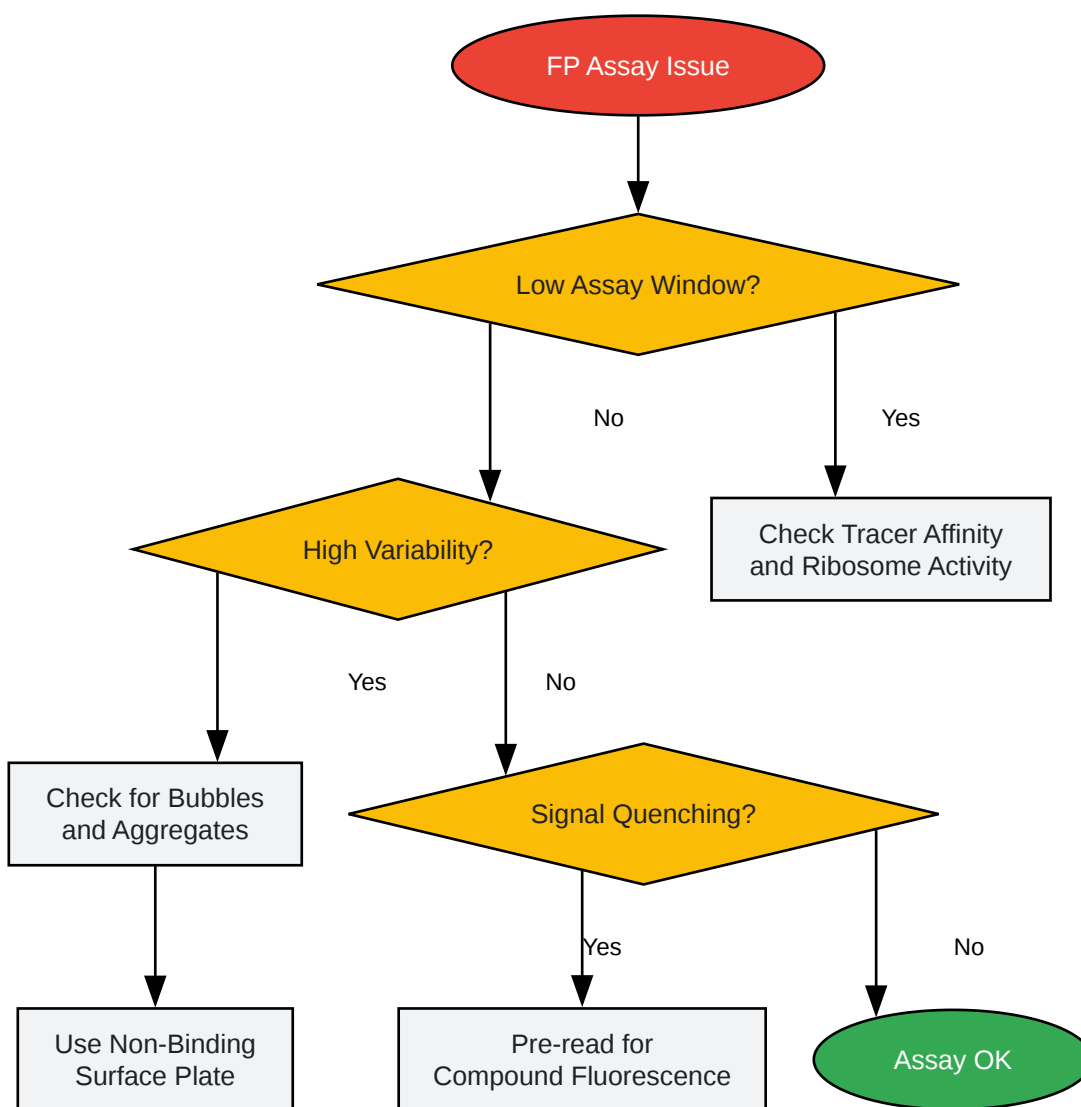 FP Assay Issue
Low Assay Window?
No
Yes
High Variability?
Check Tracer Affinity
and Ribosome Activity
Yes
No
Check for Bubbles
and Aggregates
Signal Quenching?
Yes
No
Use Non-Binding
Surface Plate
Pre-read for
Compound Fluorescence
Assay OK